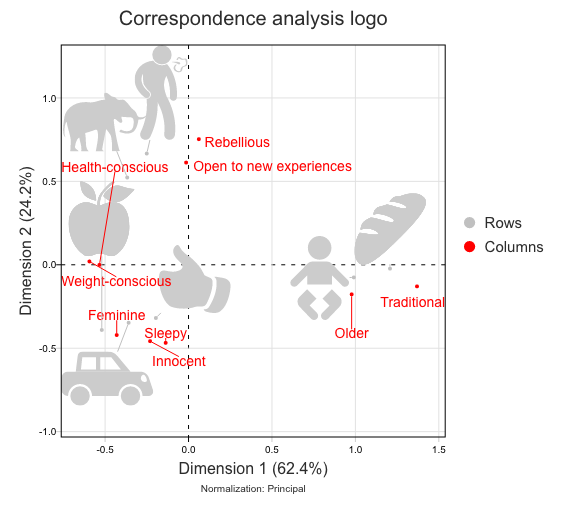 Correspondence analysis logo
Dimension 2 (24.2%)
1.0
0.5
0.0
-0.5
-1.0
Rebellious
Open to new experiences
Health-conscious
Weight-conscious
Feminine
Sleepy
Innocent
Traditional
Older
Rows
Columns
-0.5
0.0
0.5
1.0
1.5
Dimension 1 (62.4%)
Normalization: Principal